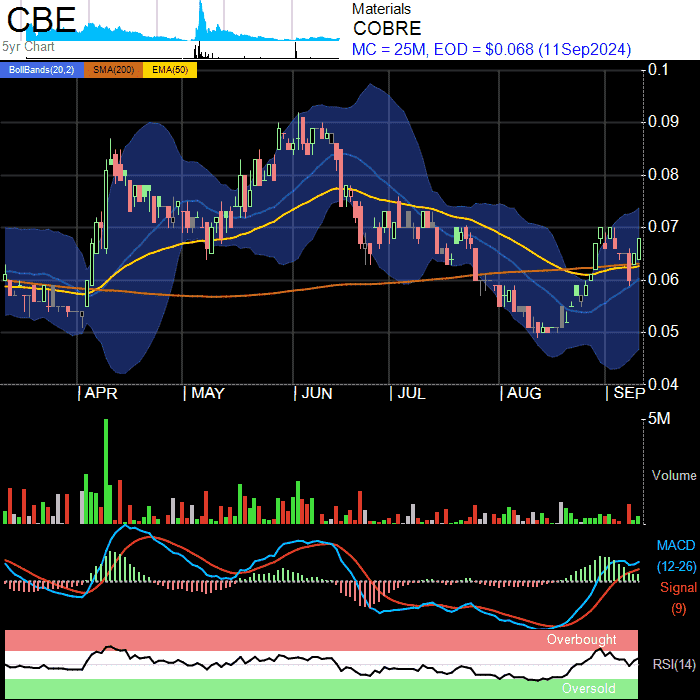 CBE
5yr Chart
Materials
COBRE
MC = 25M, EOD = $0.068 (11Sep2024)
BollBands(20,2) SMA(200) EMA(50)
0.1
0.09
0.08
0.07
0.06
0.05
0.04
| APR | MAY | JUN | JUL | AUG | SEP
5M
Volume
MACD
(12-26)
Signal
(9)
Overbought
RSI(14)
Oversold